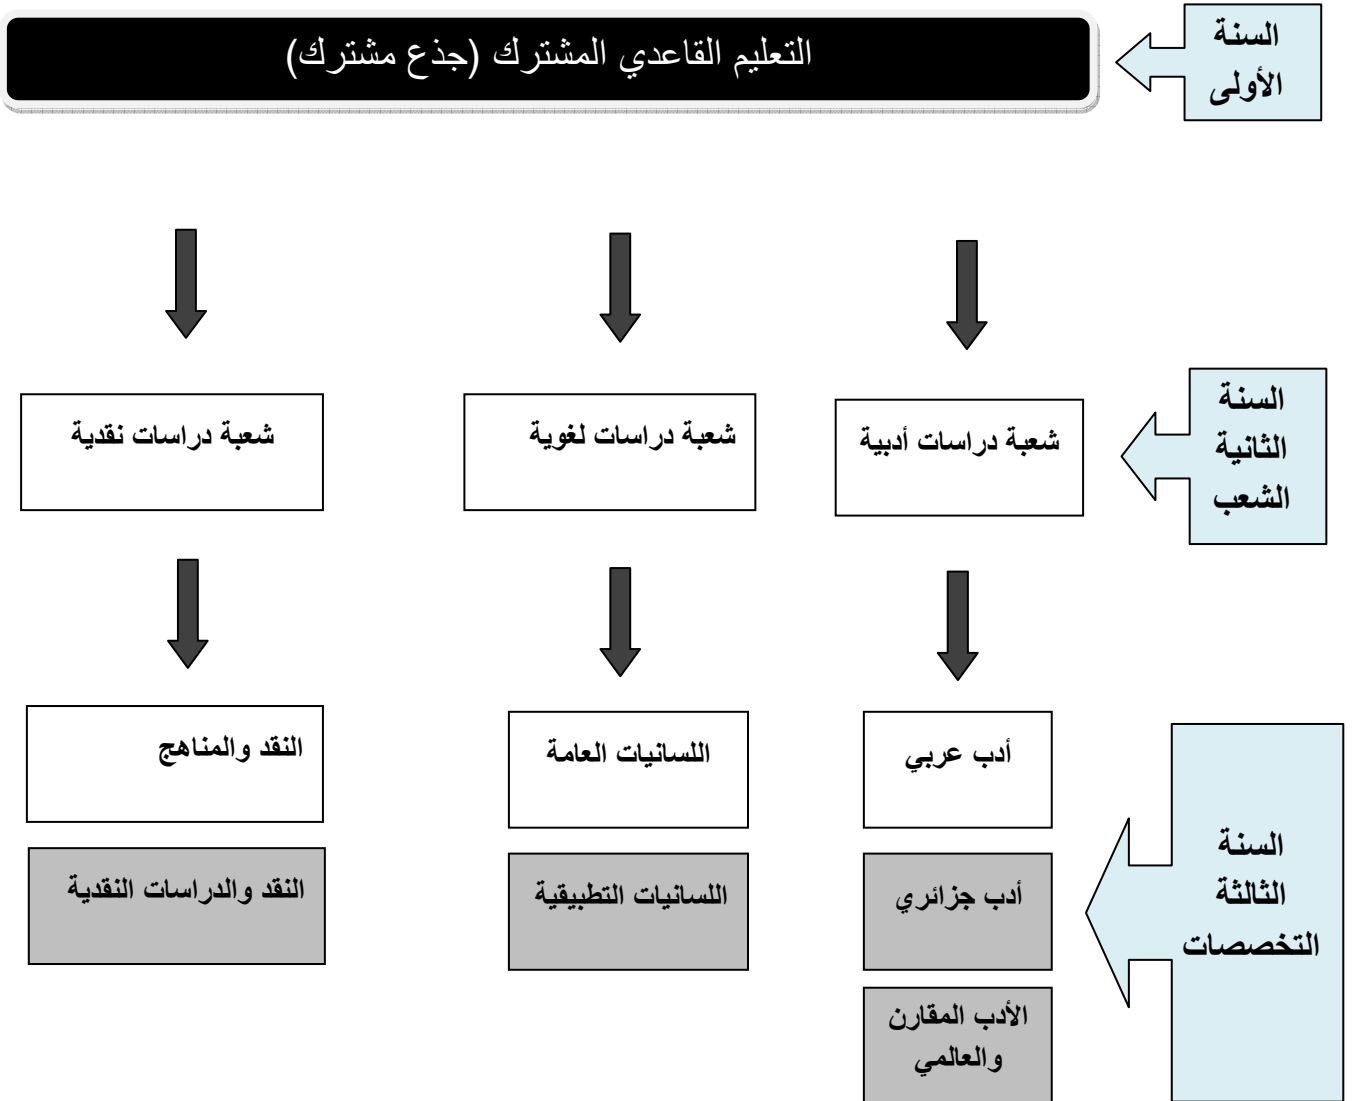 السنة
الأولى
التعليم القاعدي المشترك (جذع مشترك)
السنة
الثانية
الشعب
شعبة دراسات أدبية
شعبة دراسات لغوية
شعبة دراسات نقدية
السنة
الثالثة
التخصصات
أدب عربي
اللسانيات العامة
النقد والمناهج
أدب جزائري
اللسانيات التطبيقية
النقد والدراسات النقدية
الأدب المقارن
والعالمي